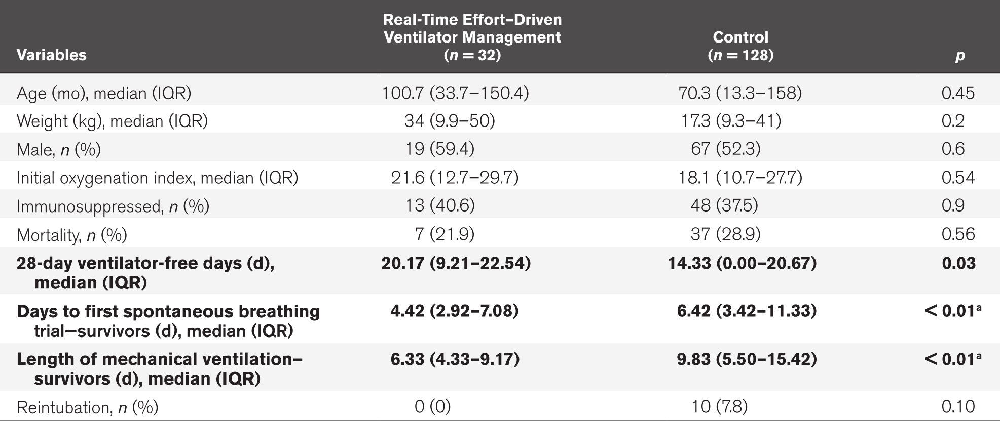 Variables Real-Time Effort–Driven Ventilator Management (n = 32) Control (n = 128) p
Age (mo), median (IQR) 100.7 (33.7–150.4) 70.3 (13.3–158) 0.45
Weight (kg), median (IQR) 34 (9.9–50) 17.3 (9.3–41) 0.2
Male, n (%) 19 (59.4) 67 (52.3) 0.6
Initial oxygenation index, median (IQR) 21.6 (12.7–29.7) 18.1 (10.7–27.7) 0.54
Immunosuppressed, n (%) 13 (40.6) 48 (37.5) 0.9
Mortality, n (%) 7 (21.9) 37 (28.9) 0.56
28-day ventilator-free days (d), 20.17 (9.21–22.54) 14.33 (0.00–20.67) 0.03
median (IQR)
Days to first spontaneous breathing 4.42 (2.92–7.08) 6.42 (3.42–11.33) < 0.01ᵃ
trial—survivors (d), median (IQR)
Length of mechanical ventilation– 6.33 (4.33–9.17) 9.83 (5.50–15.42) < 0.01ᵃ
survivors (d), median (IQR)
Reintubation, n (%) 0 (0) 10 (7.8) 0.10